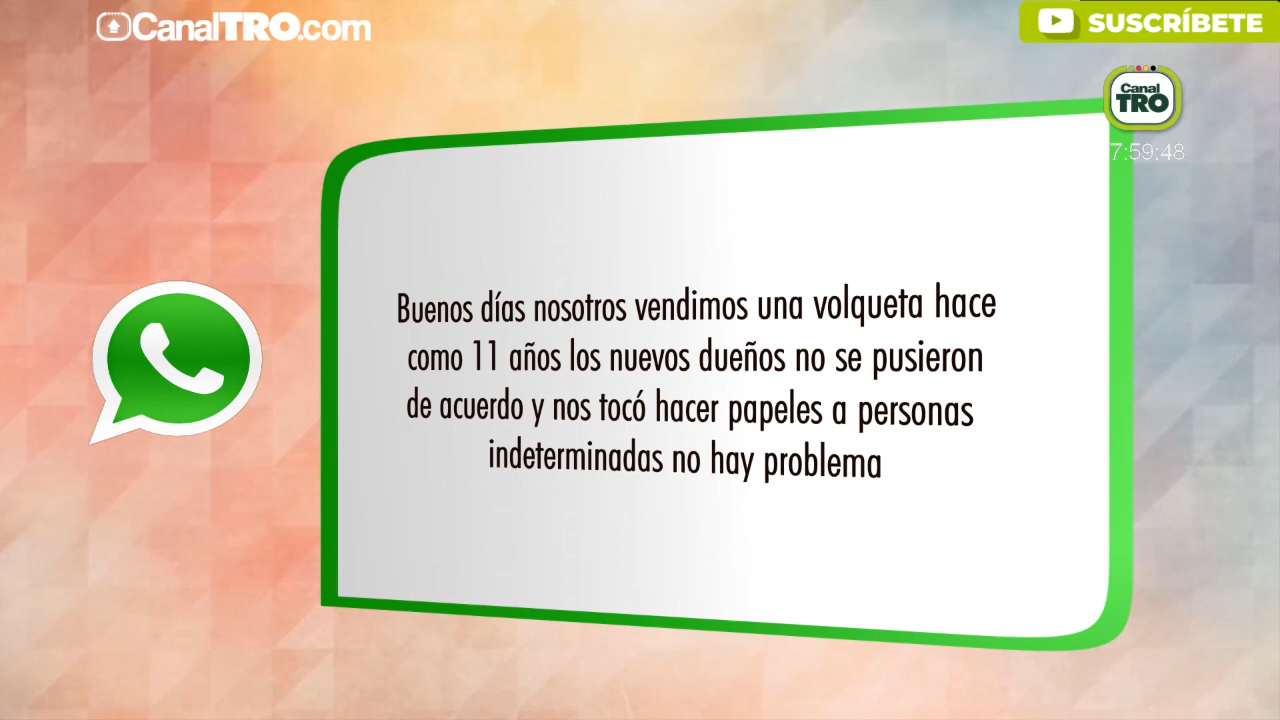 CanalTRO.com
SUSCRÍBETE
Canal
TRO
7:59:48
Buenos días nosotros vendimos una volqueta hace
como 11 años los nuevos dueños no se pusieron
de acuerdo y nos tocó hacer papeles a personas
indeterminadas no hay problema